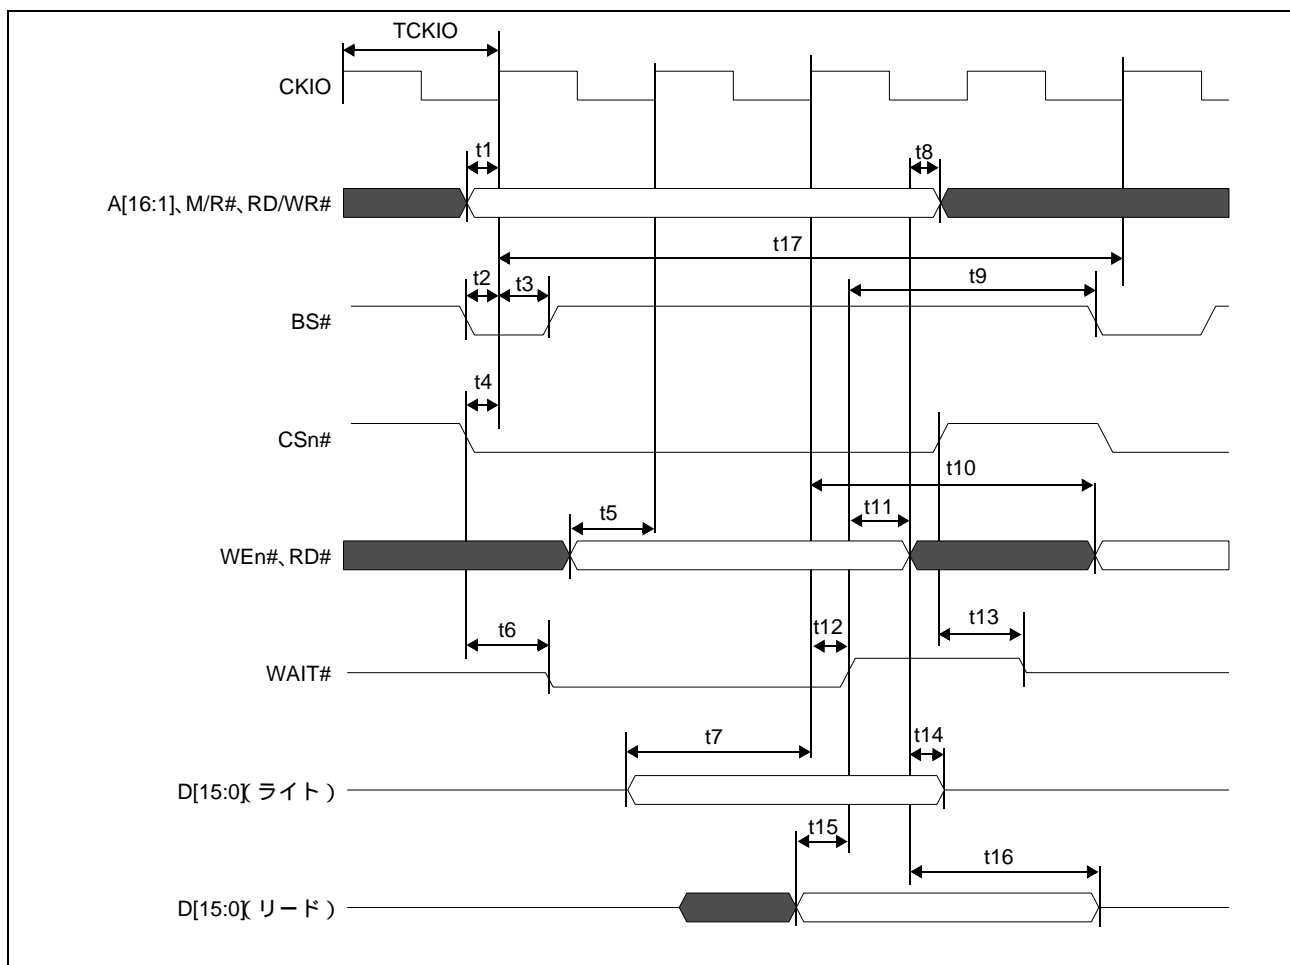 TCKIO
CKIO
t1
t8
A[16:1]、M/R#、RD/WR#
t17
t2
t3
t9
BS#
t4
CSn#
t10
t5
t11
WEn#、RD#
t6
t12
t13
WAIT#
t7
t14
D[15:0](ライト)
t15
t16
D[15:0](リード)